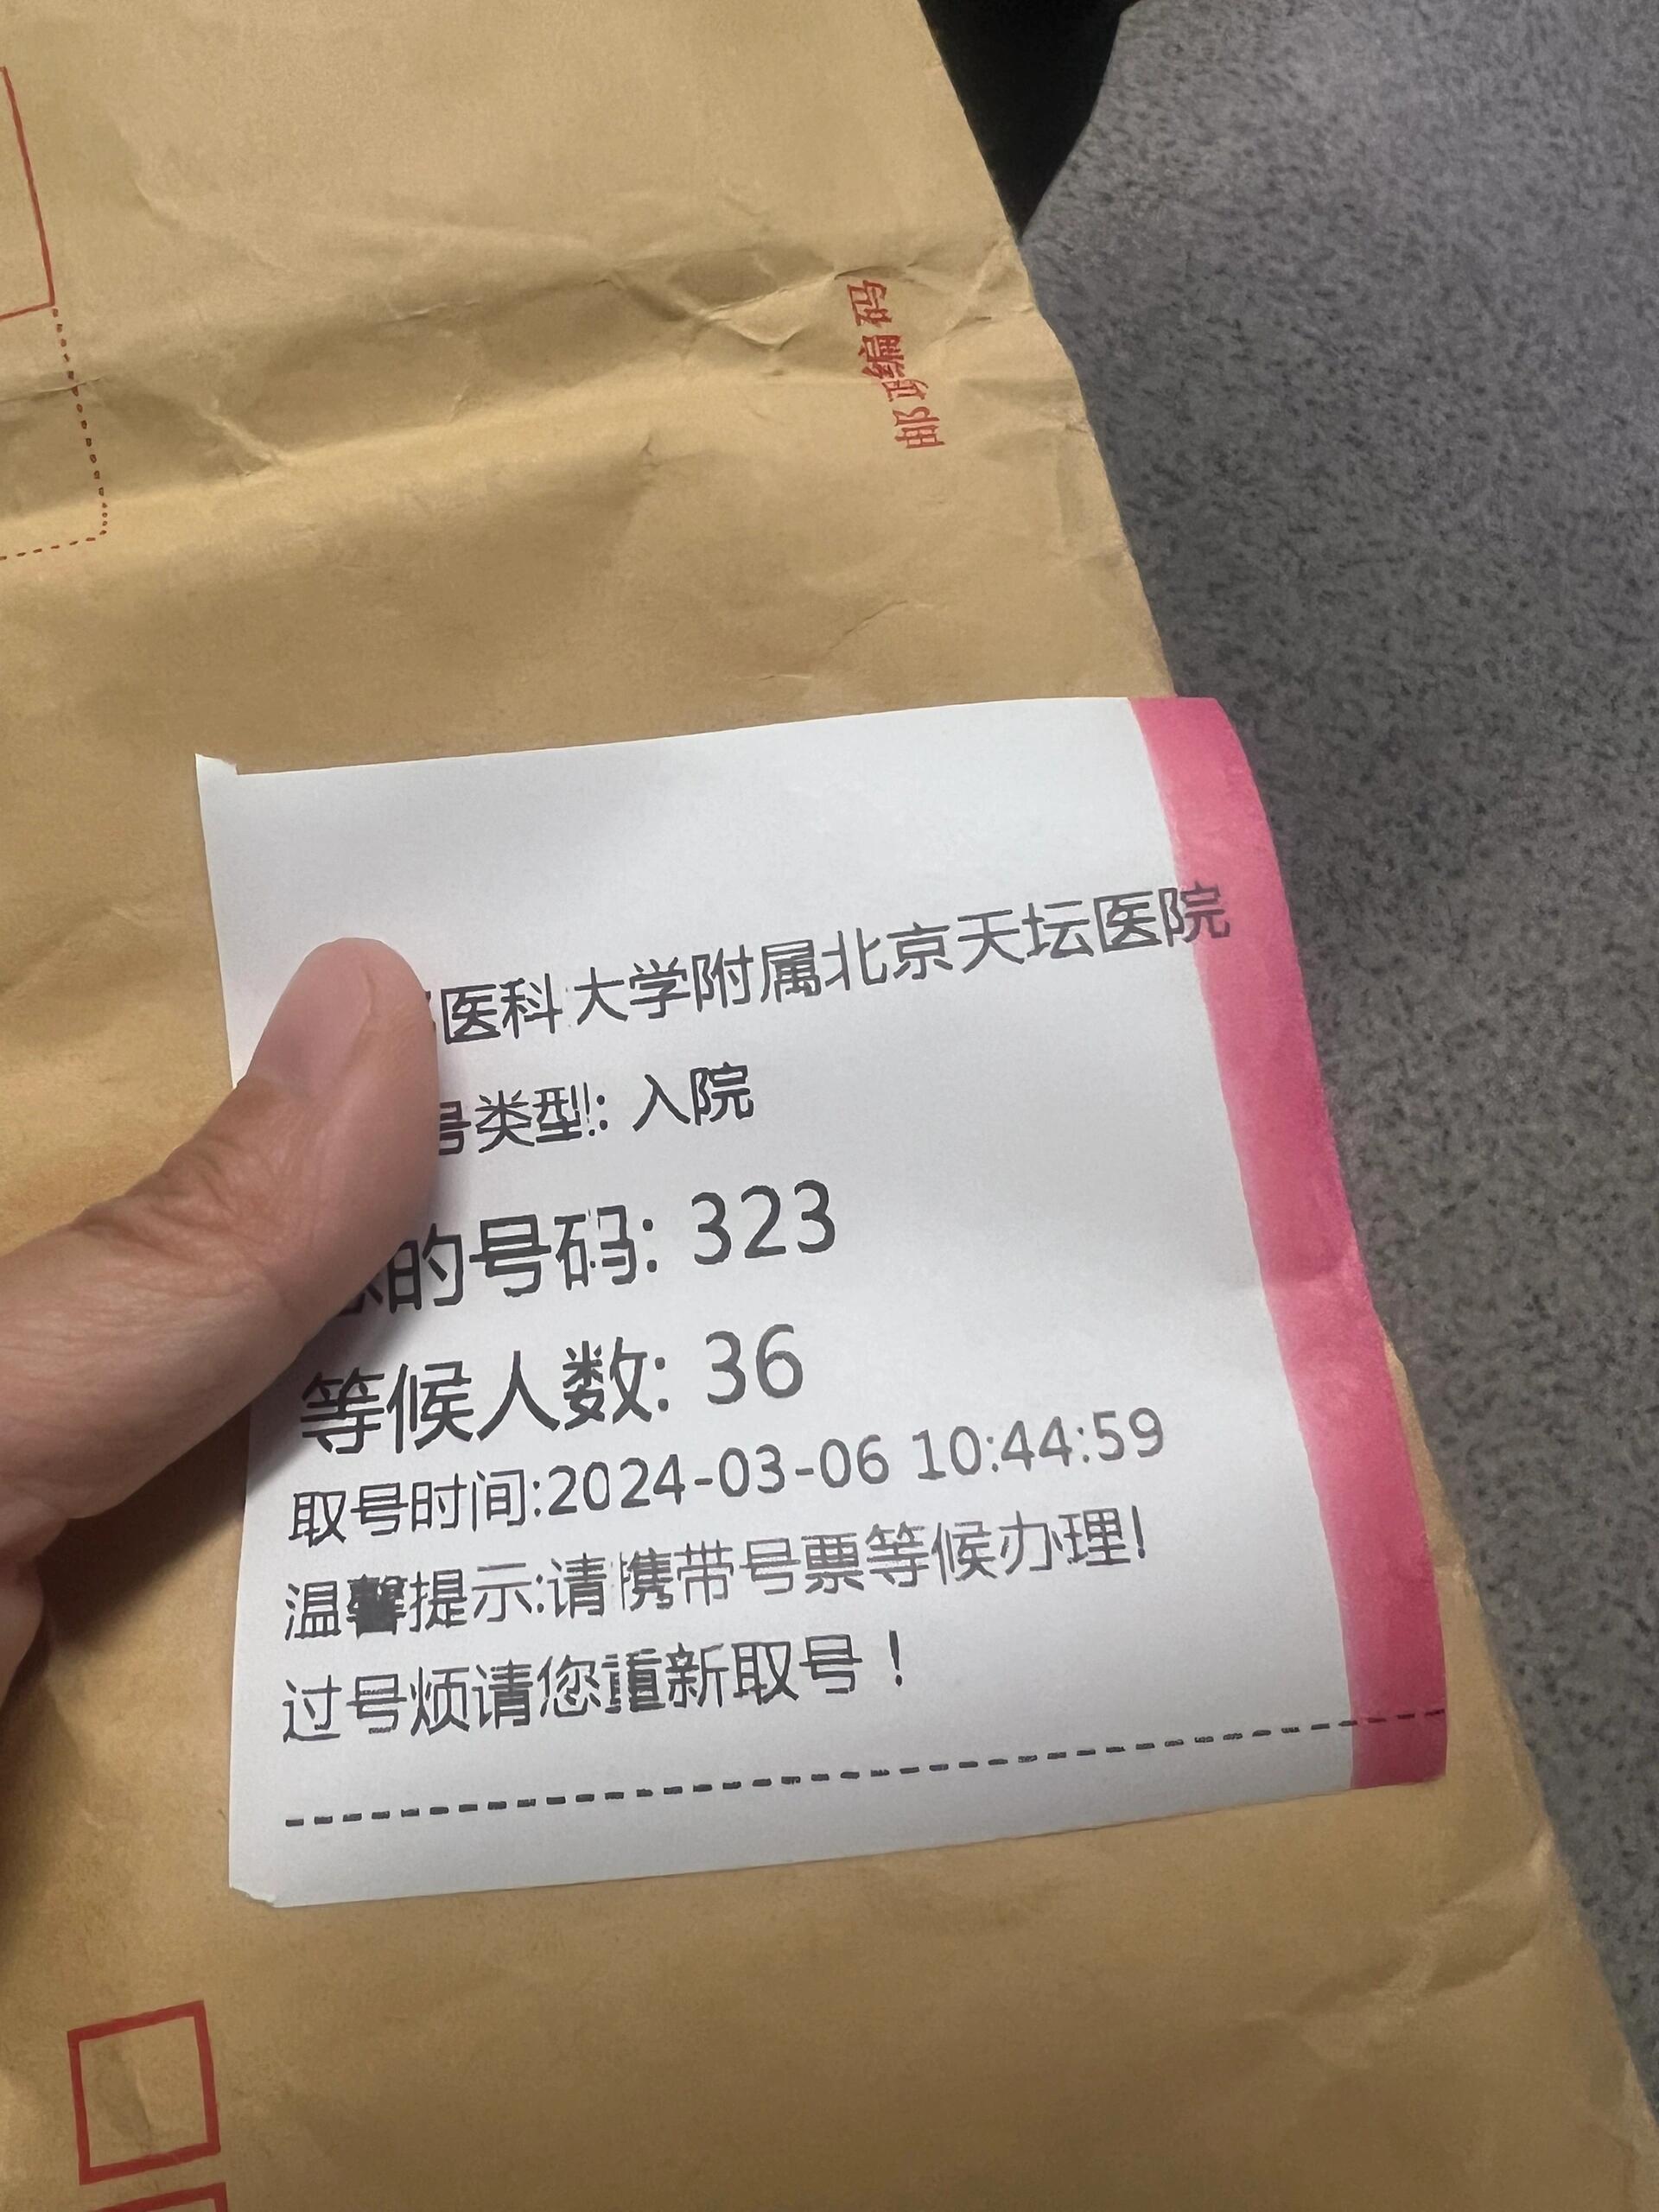 邮政编码
医科大学附属北京天坛医院
号类型: 入院
您的号码: 323
等候人数: 36
取号时间:2024-03-06 10:44:59
温馨提示:请携带号票等候办理!
过号烦请您重新取号！